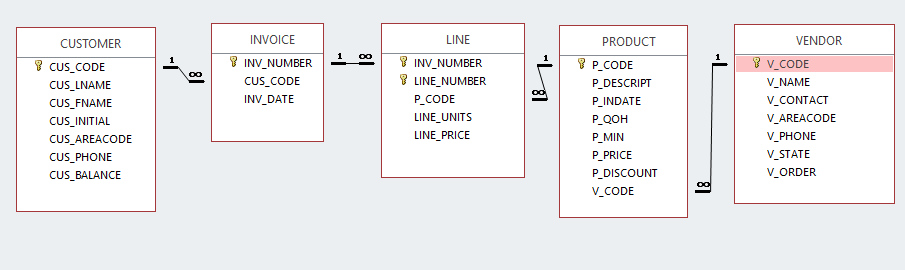 CUSTOMER
CUS_CODE
CUS_LNAME
CUS_FNAME
CUS_INITIAL
CUS_AREACODE
CUS_PHONE
CUS_BALANCE
1
∞
INVOICE
INV_NUMBER
CUS_CODE
INV_DATE
1
∞
LINE
INV_NUMBER
LINE_NUMBER
P_CODE
LINE_UNITS
LINE_PRICE
1
∞
PRODUCT
P_CODE
P_DESCRIPT
P_INDATE
P_QOH
P_MIN
P_PRICE
P_DISCOUNT
V_CODE
1
∞
VENDOR
V_CODE
V_NAME
V_CONTACT
V_AREACODE
V_PHONE
V_STATE
V_ORDER